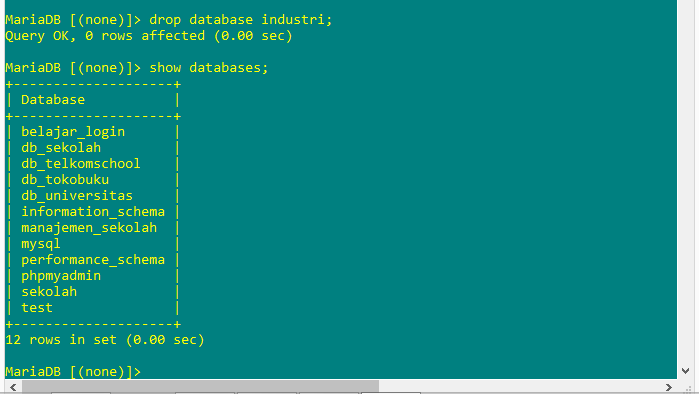 MariaDB [(none)]> drop database industri;
Query OK, 0 rows affected (0.00 sec)
MariaDB [(none)]> show databases;
+--------------------+
| Database           |
+--------------------+
| belajar_login      |
| db_sekolah         |
| db_telkomschool    |
| db_tokobuku        |
| db_universitas     |
| information_schema |
| manajemen_sekolah  |
| mysql              |
| performance_schema |
| phpmyadmin         |
| sekolah            |
| test               |
+--------------------+
12 rows in set (0.00 sec)
MariaDB [(none)]>